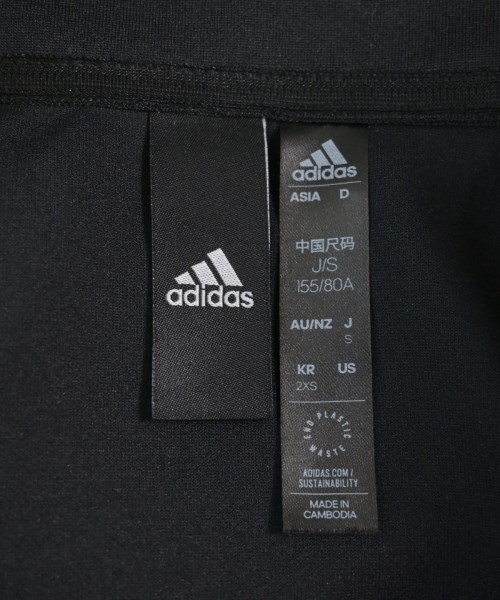 adidas
adidas
ASIA D
中国尺码
J/S
155/80A
AU/NZ J
S
KR US
2XS
END PLASTIC WASTE
ADIDAS.COM/
SUSTAINABILITY
MADE IN
CAMBODIA